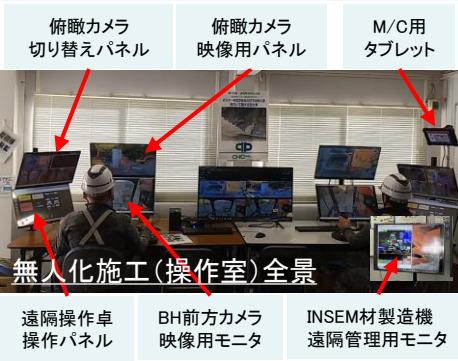 俯瞰カメラ
切り替えパネル
俯瞰カメラ
映像用パネル
M/C用
タブレット
無人化施工(操作室)全景
遠隔操作卓
操作パネル
BH前方カメラ
映像用モニタ
INSEM材製造機
遠隔管理用モニタ